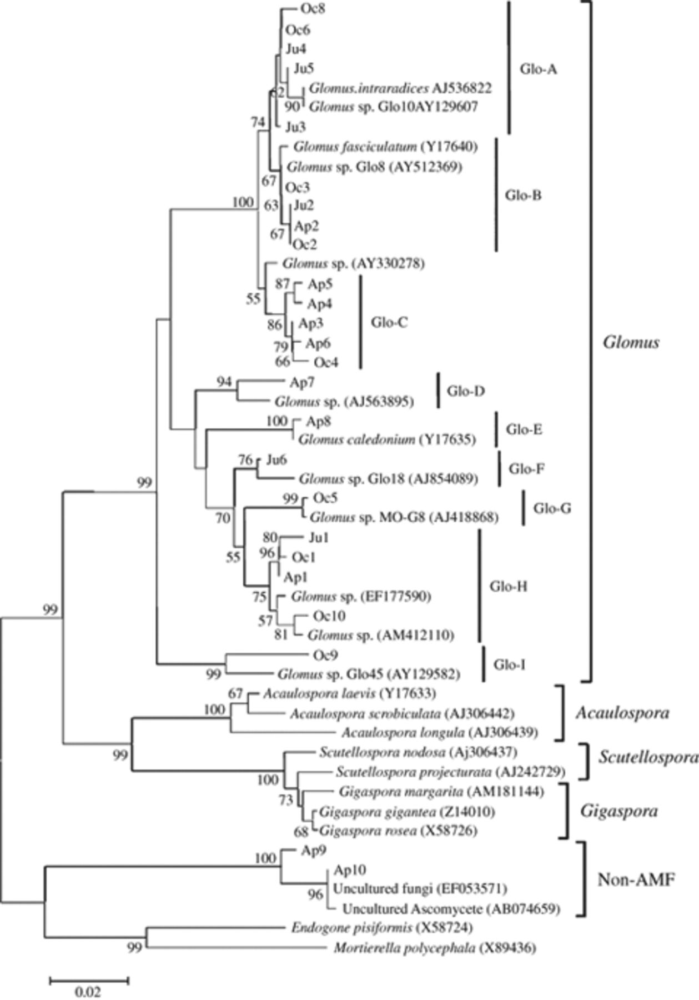 Oc8
Oc6
Ju4
Glo-A
Ju5
Glomus.intraradices AJ536822
90 Glomus sp. Glo10AY129607
74
Ju3
Glomus fasciculatum (Y17640)
Glomus sp. Glo8 (AY512369)
67
Oc3
Glo-B
100
63
Ju2
Ap2
67
Oc2
Glomus sp. (AY330278)
87
Ap5
55
Ap4
86
Ap3
Glo-C
79
Ap6
Glomus
66
Oc4
94
Ap7
Glo-D
Glomus sp. (AJ563895)
100
Ap8
Glo-E
Glomus caledonium (Y17635)
76
Ju6
Glo-F
Glomus sp. Glo18 (AJ854089)
99
99
Oc5
Glo-G
70
Glomus sp. MO-G8 (AJ418868)
80
Ju1
96
Oc1
55
Ap1
Glo-H
75
Glomus sp. (EF177590)
99
57
Oc10
81
Glomus sp. (AM412110)
Oc9
Glo-I
99
Glomus sp. Glo45 (AY129582)
67
Acaulospora laevis (Y17633)
100
Acaulospora scrobiculata (AJ306442)
Acaulospora
Acaulospora longula (AJ306439)
99
Scutellospora nodosa (Aj306437)
Scutellospora
100
Scutellospora projecturata (AJ242729)
73
Gigaspora margarita (AM181144)
Gigaspora gigantea (Z14010)
Gigaspora
68
Gigaspora rosea (X58726)
100
Ap9
Ap10
Non-AMF
96
Uncultured fungi (EF053571)
Uncultured Ascomycete (AB074659)
Endogone pisiformis (X58724)
99
Mortierella polycephala (X89436)
0.02